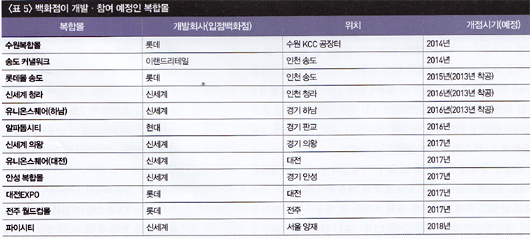 <표 5> 백화점이 개발·참여 예정인 복합몰
복합몰 개발회사(입점백화점) 위치 개점시기(예정)
수원복합몰 롯데 수원 KCC 공장터 2014년
송도 커낼워크 이랜드리테일 인천 송도 2014년
롯데몰 송도 롯데 인천 송도 2015년(2013년 착공)
신세계 청라 신세계 인천 청라 2016년(2013년 착공)
유니온스퀘어(하남) 신세계 경기 하남 2016년(2013년 착공)
알파돔시티 현대 경기 판교 2016년
신세계 의왕 신세계 경기 의왕 2017년
유니온스퀘어(대전) 신세계 대전 2017년
안성 복합몰 신세계 경기 안성 2017년
대전EXPO 롯데 대전 2017년
전주 월드컵몰 롯데 전주 2017년
파이시티 신세계 서울 양재 2018년